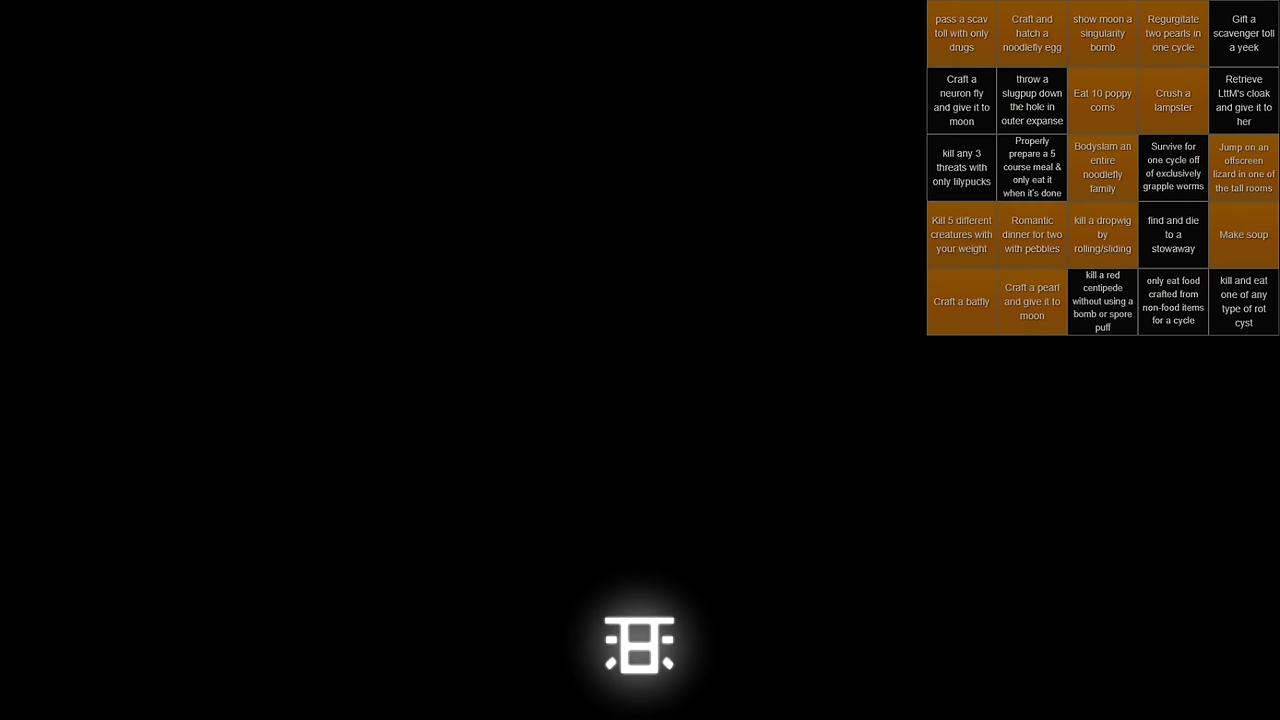 pass a scav
toll with only
drugs
Craft and
hatch a
noodlefly egg
show moon a
singularity
bomb
Regurgitate
two pearls in
one cycle
Gift a
scavenger toll
a yeek
Craft a
neuron fly
and give it to
moon
throw a
slugpup down
the hole in
outer expanse
Eat 10 poppy
corns
Crush a
lampster
Retrieve
LttM's cloak
and give it to
her
kill any 3
threats with
only lilypucks
Properly
prepare a 5
course meal &
only eat it
when it's done
Bodyslam an
entire
noodlefly
family
Survive for
one cycle off
of exclusively
grapple worms
Jump on an
offscreen
lizard in one of
the tall rooms
Kill 5 different
creatures with
your weight
Romantic
dinner for two
with pebbles
kill a dropwig
by
rolling/sliding
find and die
to a
stowaway
Make soup
Craft a batfly
Craft a pearl
and give it to
moon
kill a red
centipede
without using a
bomb or spore
puff
only eat food
crafted from
non-food items
for a cycle
kill and eat
one of any
type of rot
cyst